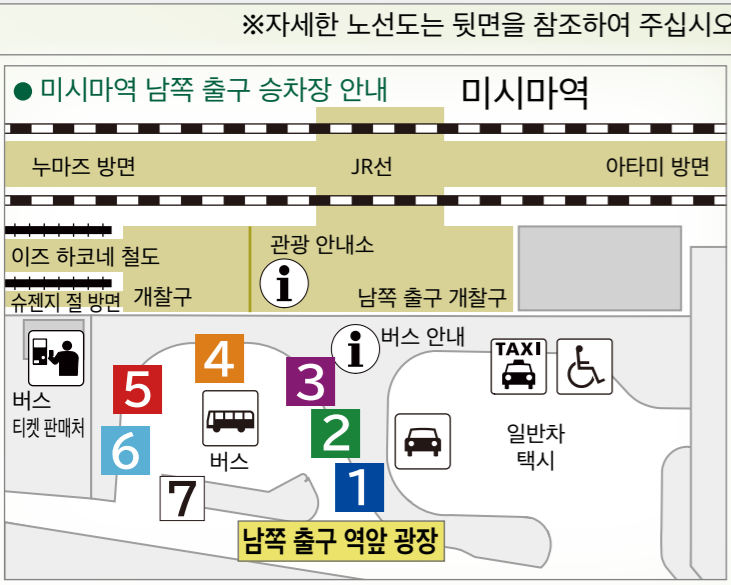 ※자세한 노선도는 뒷면을 참조하여 주십시오
● 미시마역 남쪽 출구 승차장 안내
미시마역
누마즈 방면
JR선
아타미 방면
이즈 하코네 철도
관광 안내소
슈젠지 절 방면
개찰구
남쪽 출구 개찰구
버스 안내
TAXI
버스
티켓 판매처
5
4
3
6
버스
2
일반차
택시
7
1
남쪽 출구 역앞 광장